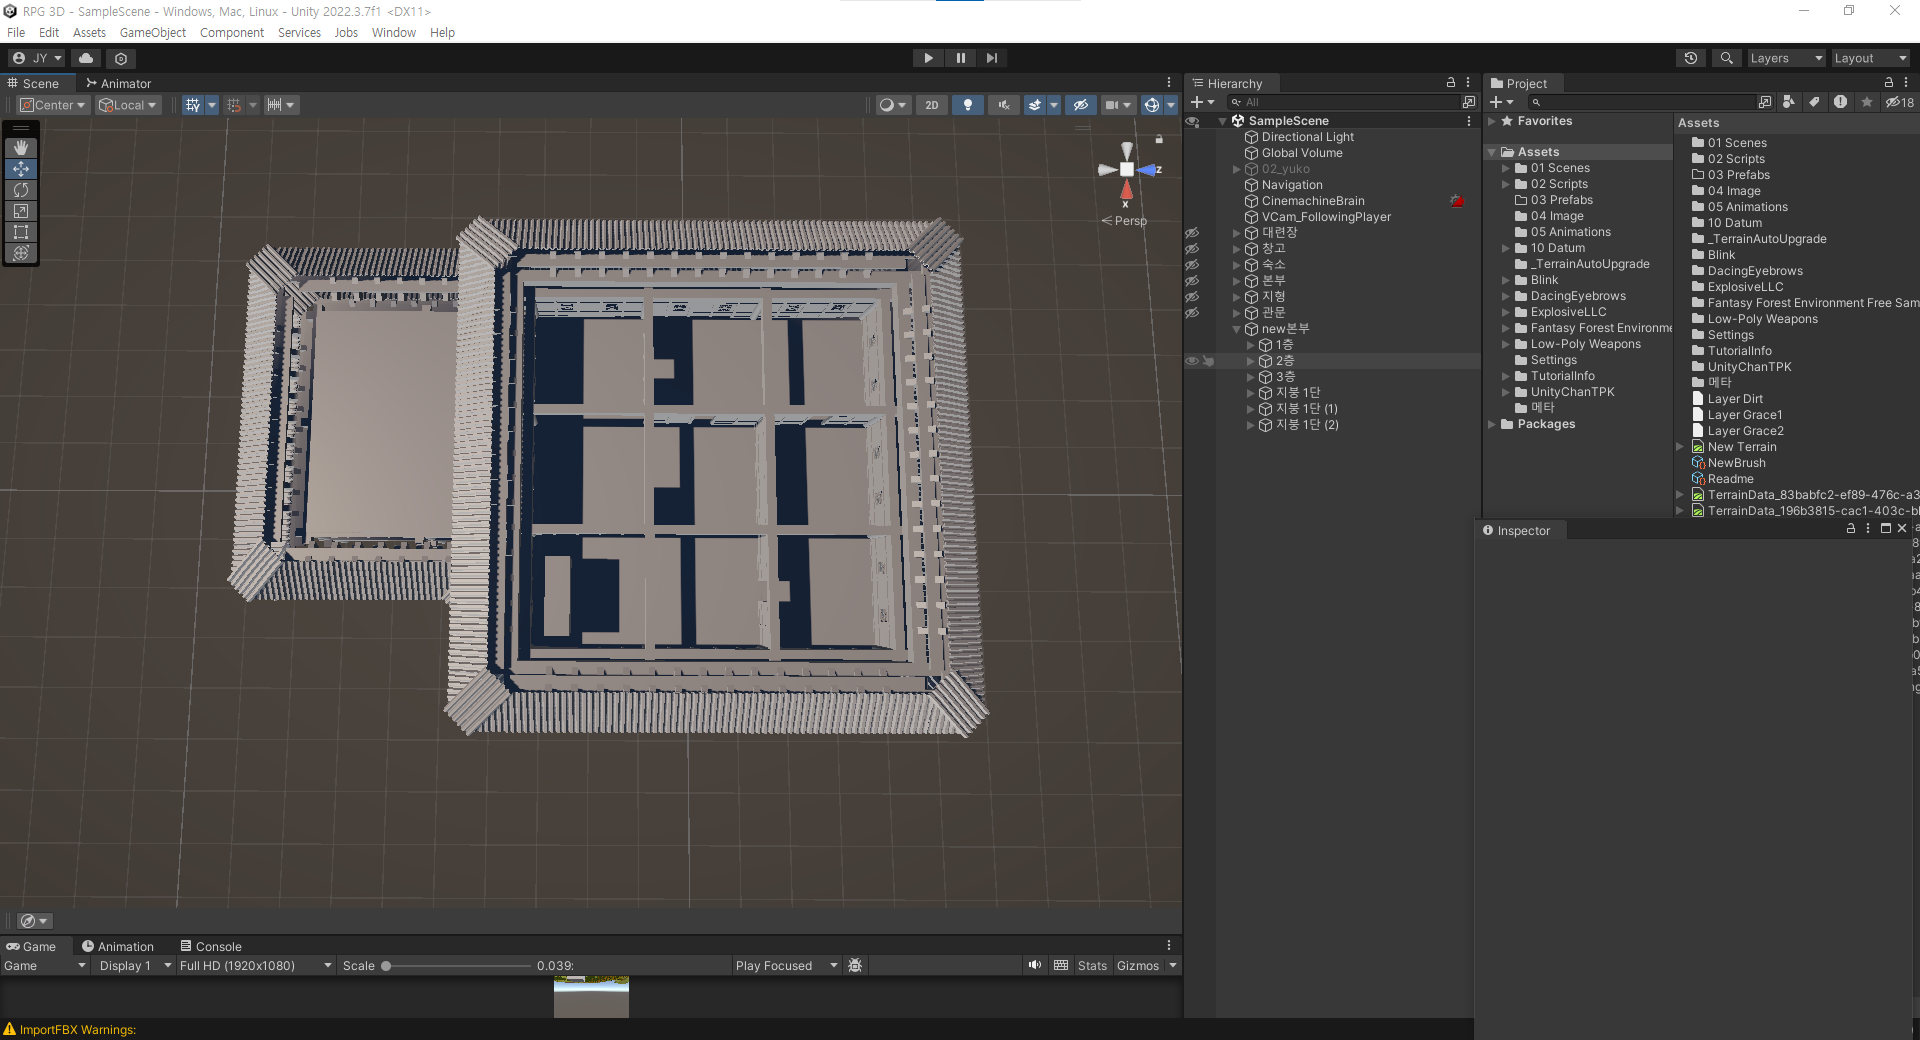 RPG 3D - SampleScene - Windows, Mac, Linux - Unity 2022.3.7f1 <DX11>
File Edit Assets GameObject Component Services Jobs Window Help
JY
Layers Layout
Scene Animator
Center Local
2D
z
x
< Persp
Hierarchy
All
SampleScene
Directional Light
Global Volume
02_yuko
Navigation
CinemachineBrain
VCam_FollowingPlayer
대련장
창고
숙소
본부
지형
관문
new본부
1층
2층
3층
지붕 1단
지붕 1단 (1)
지붕 1단 (2)
Project
18
Favorites
Assets
01 Scenes
02 Scripts
03 Prefabs
04 Image
05 Animations
10 Datum
_TerrainAutoUpgrade
Blink
DacingEyebrows
ExplosiveLLC
Fantasy Forest Environme
Low-Poly Weapons
Settings
TutorialInfo
UnityChanTPK
메타
Packages
Assets
01 Scenes
02 Scripts
03 Prefabs
04 Image
05 Animations
10 Datum
_TerrainAutoUpgrade
Blink
DacingEyebrows
ExplosiveLLC
Fantasy Forest Environment Free Sam
Low-Poly Weapons
Settings
TutorialInfo
UnityChanTPK
메타
Layer Dirt
Layer Grace1
Layer Grace2
New Terrain
NewBrush
Readme
TerrainData_83babfc2-ef89-476c-a3
TerrainData_196b3815-cac1-403c-bl
Inspector
Game Animation Console
Game Display 1 Full HD (1920x1080) Scale 0.039: Play Focused Stats Gizmos
ImportFBX Warnings: